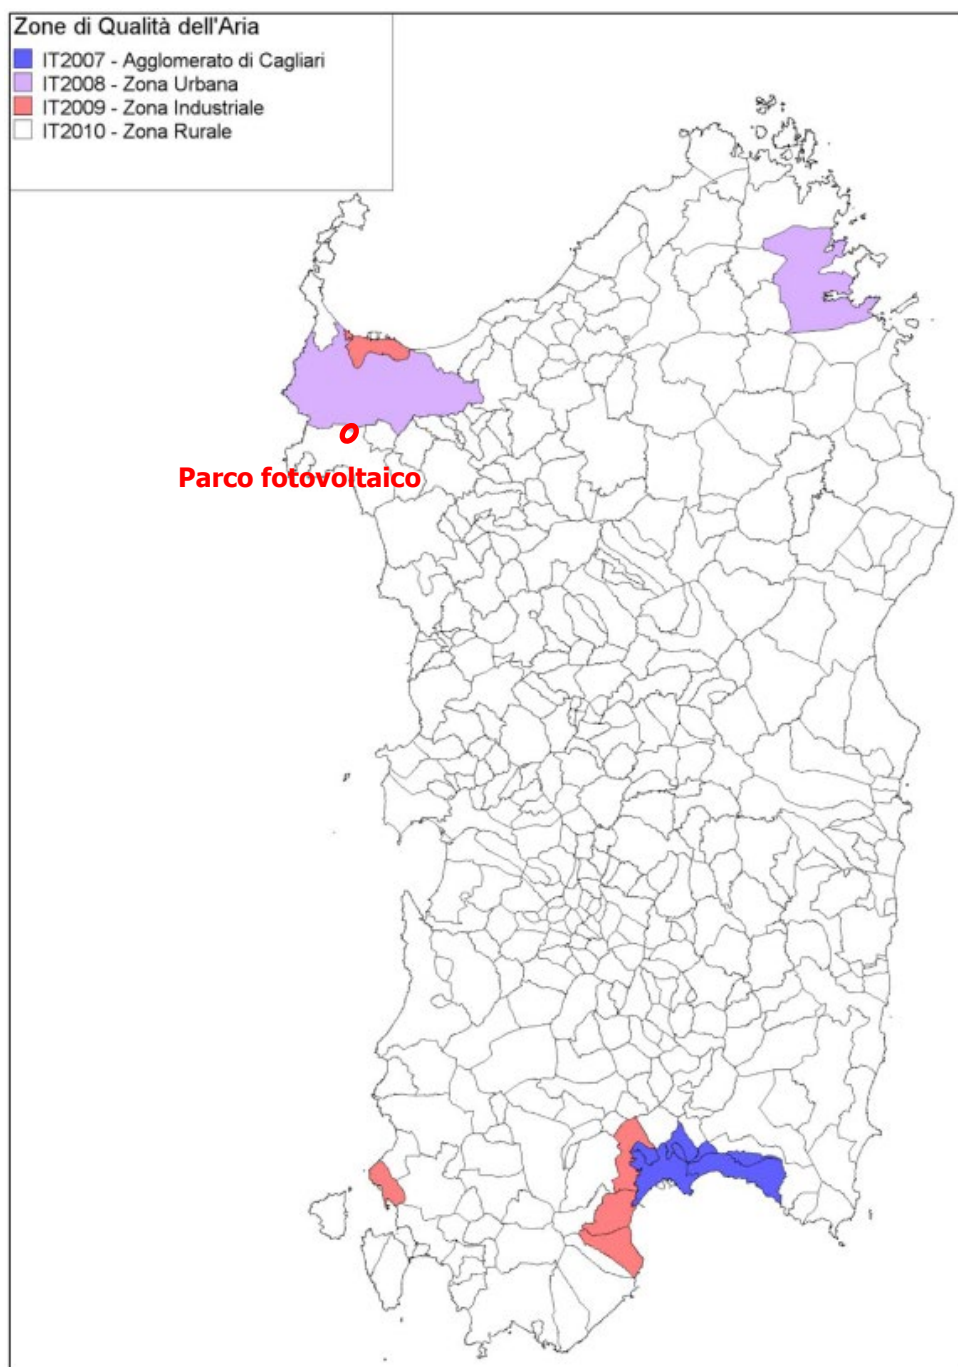 Zone di Qualità dell'Aria
IT2007 - Agglomerato di Cagliari
IT2008 - Zona Urbana
IT2009 - Zona Industriale
IT2010 - Zona Rurale
Parco fotovoltaico